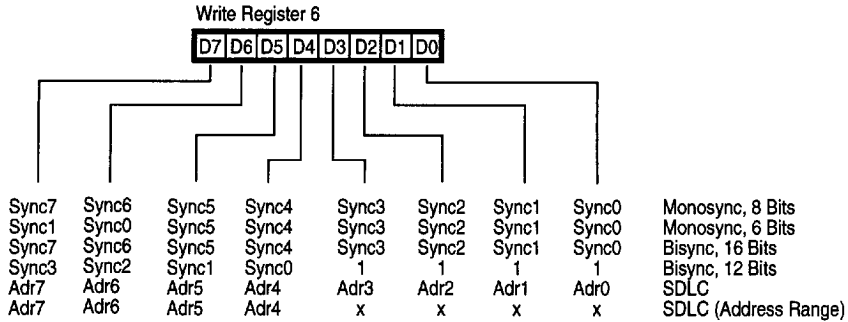 Write Register 6
D7 D6 D5 D4 D3 D2 D1 D0
Sync7 Sync6 Sync5 Sync4 Sync3 Sync2 Sync1 Sync0 Monosync, 8 Bits
Sync1 Sync0 Sync5 Sync4 Sync3 Sync2 Sync1 Sync0 Monosync, 6 Bits
Sync7 Sync6 Sync5 Sync4 Sync3 Sync2 Sync1 Sync0 Bisync, 16 Bits
Sync3 Sync2 Sync1 Sync0 1 1 1 1 Bisync, 12 Bits
Adr7 Adr6 Adr5 Adr4 Adr3 Adr2 Adr1 Adr0 SDLC
Adr7 Adr6 Adr5 Adr4 x x x x SDLC (Address Range)